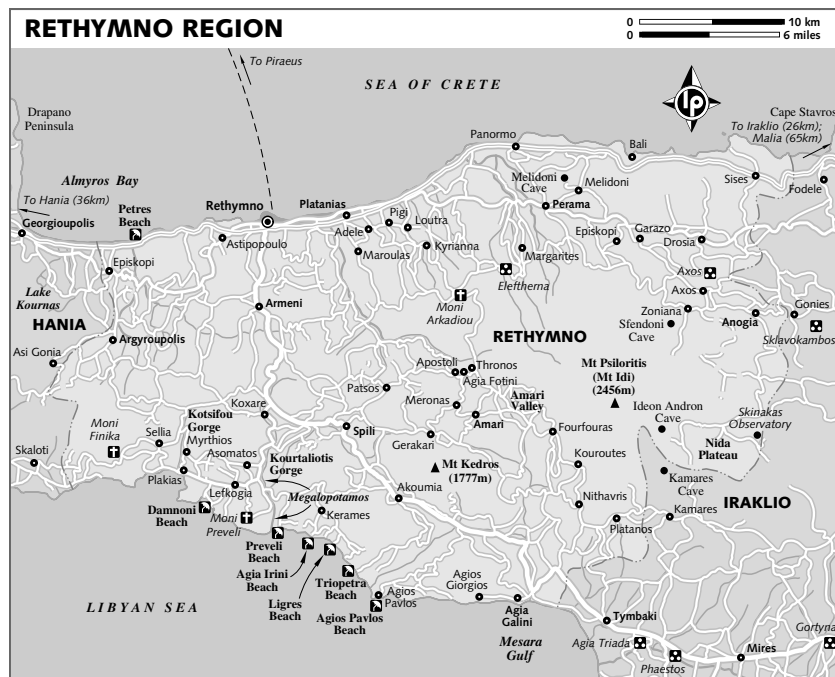 RETHYMNO REGION
0 10 km
0 6 miles
To Piraeus
SEA OF CRETE
lp
Drapano
Peninsula
Cape Stavros
To Iraklio (26km);
Malia (65km)
Panormo
Bali
Almyros Bay
Melidoni
Cave
Melidoni
Sises
Fodele
To Hania (36km)
Petres
Beach
Rethymno
Platanias
Perama
Georgioupolis
Pigi
Loutra
Adele
Astipopoulo
Kyrianna
Maroulas
Episkopi
Garazo
Drosia
Margarites
Episkopi
Eleftherna
Axos
Axos
Lake
Kournas
Armeni
Moni
Arkadiou
Zoniana
Gonies
HANIA
Sfendoni
Cave
Anogia
Sklavokambos
Argyroupolis
RETHYMNO
Asi Gonia
Apostoli
Thronos
Agia Fotini
Mt Psiloritis
(Mt Idi)
(2456m)
Patsos
Amari
Valley
Meronas
Koxare
Kotsifou
Gorge
Amari
Ideon Andron
Cave
Skinakas
Observatory
Moni
Finika
Sellia
Myrthios
Spili
Gerakari
Fourfouras
Nida
Plateau
Skaloti
Asomatos
Kourtaliotis
Gorge
Mt Kedros
(1777m)
Kouroutes
Plakias
Kamares
Cave
Lefkogia
Megalopotamos
Akoumia
Nithavris
IRAKLIO
Damnoni
Beach
Moni
Preveli
Kerames
Platanos
Kamares
Preveli
Beach
Agia Irini
Beach
Ligres
Beach
Triopetra
Beach
Agios
Pavlos
Agios Pavlos
Beach
Agios
Giorgios
Agia
Galini
LIBYAN SEA
Tymbaki
Mesara
Gulf
Agia Triada
Gortyna
Phaestos
Mires